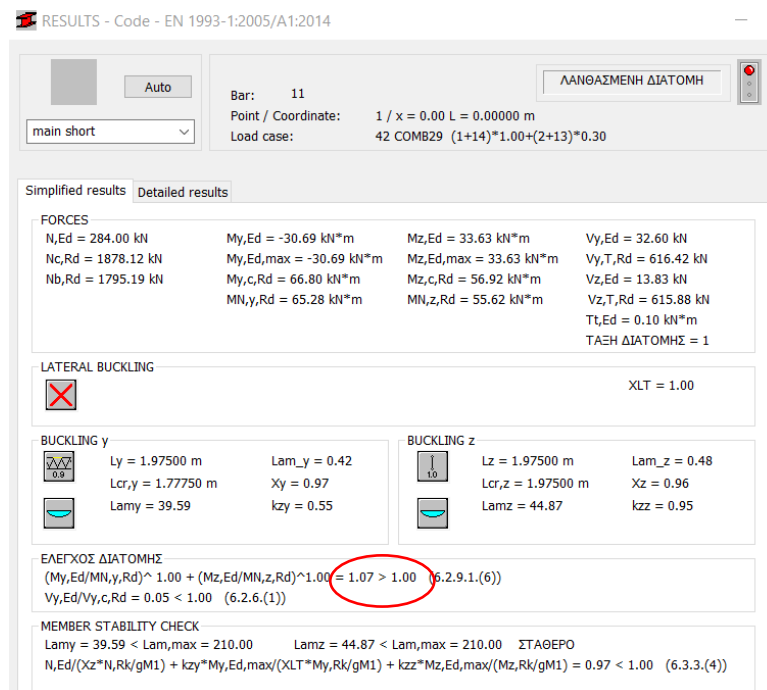 RESULTS - Code - EN 1993-1:2005/A1:2014
Auto
main short
ΛΑΝΘΑΣΜΕΝΗ ΔΙΑΤΟΜΗ
Bar: 11
Point / Coordinate: 1 / x = 0.00 L = 0.00000 m
Load case: 42 COMB29 (1+14)*1.00+(2+13)*0.30
Simplified results Detailed results
FORCES
N,Ed = 284.00 kN My,Ed = -30.69 kN*m Mz,Ed = 33.63 kN*m Vy,Ed = 32.60 kN
Nc,Rd = 1878.12 kN My,Ed,max = -30.69 kN*m Mz,Ed,max = 33.63 kN*m Vy,T,Rd = 616.42 kN
Nb,Rd = 1795.19 kN My,c,Rd = 66.80 kN*m Mz,c,Rd = 56.92 kN*m Vz,Ed = 13.83 kN
MN,y,Rd = 65.28 kN*m MN,z,Rd = 55.62 kN*m Vz,T,Rd = 615.88 kN
Tt,Ed = 0.10 kN*m
ΤΑΞΗ ΔΙΑΤΟΜΗΣ = 1
LATERAL BUCKLING
XLT = 1.00
BUCKLING y
0.9
Ly = 1.97500 m Lam_y = 0.42
Lcr,y = 1.77750 m Xy = 0.97
Lamy = 39.59 kzy = 0.55
BUCKLING z
1.0
Lz = 1.97500 m Lam_z = 0.48
Lcr,z = 1.97500 m Xz = 0.96
Lamz = 44.87 kzz = 0.95
ΕΛΕΓΧΟΣ ΔΙΑΤΟΜΗΣ
(My,Ed/MN,y,Rd)^ 1.00 + (Mz,Ed/MN,z,Rd)^1.00 = 1.07 > 1.00 (6.2.9.1.(6))
Vy,Ed/Vy,c,Rd = 0.05 < 1.00 (6.2.6.(1))
MEMBER STABILITY CHECK
Lamy = 39.59 < Lam,max = 210.00 Lamz = 44.87 < Lam,max = 210.00 ΣΤΑΘΕΡΟ
N,Ed/(Xz*N,Rk/gM1) + kzy*My,Ed,max/(XLT*My,Rk/gM1) + kzz*Mz,Ed,max/(Mz,Rk/gM1) = 0.97 < 1.00 (6.3.3.(4))